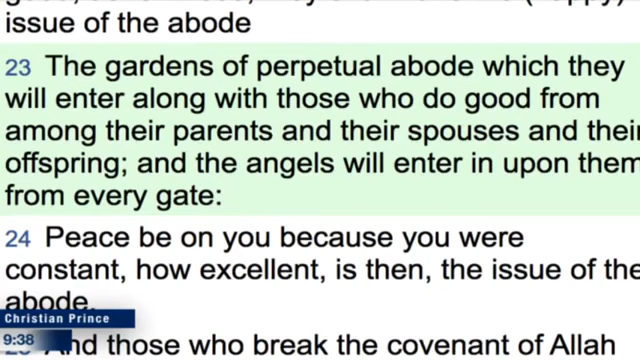 issue of the abode
23 The gardens of perpetual abode which they
will enter along with those who do good from
among their parents and their spouses and their
offspring; and the angels will enter in upon them
from every gate:
24 Peace be on you because you were
constant, how excellent, is then, the issue of the
abode.
Christian Prince
9:38
And those who break the covenant of Allah